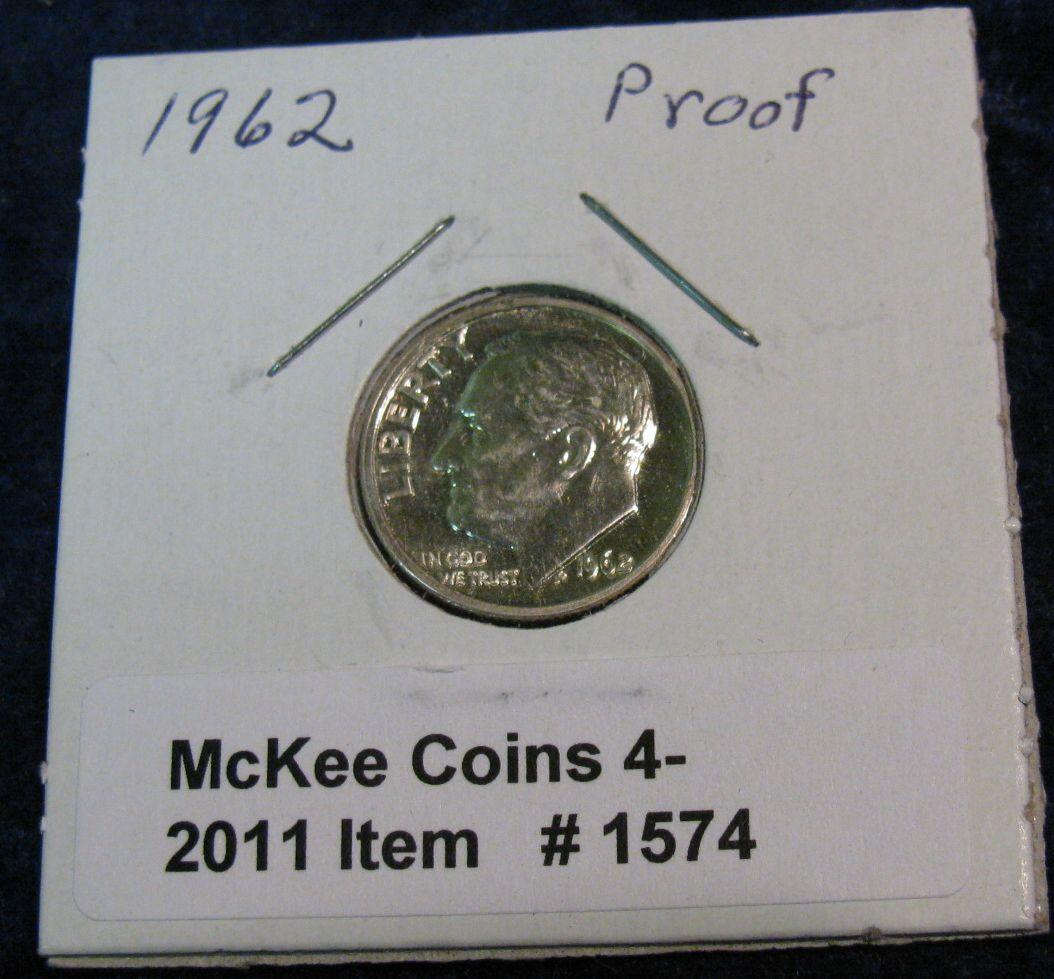 1962 Proof
LIBERTY
IN GOD
WE TRUST
1962
McKee Coins 4-
2011 Item # 1574